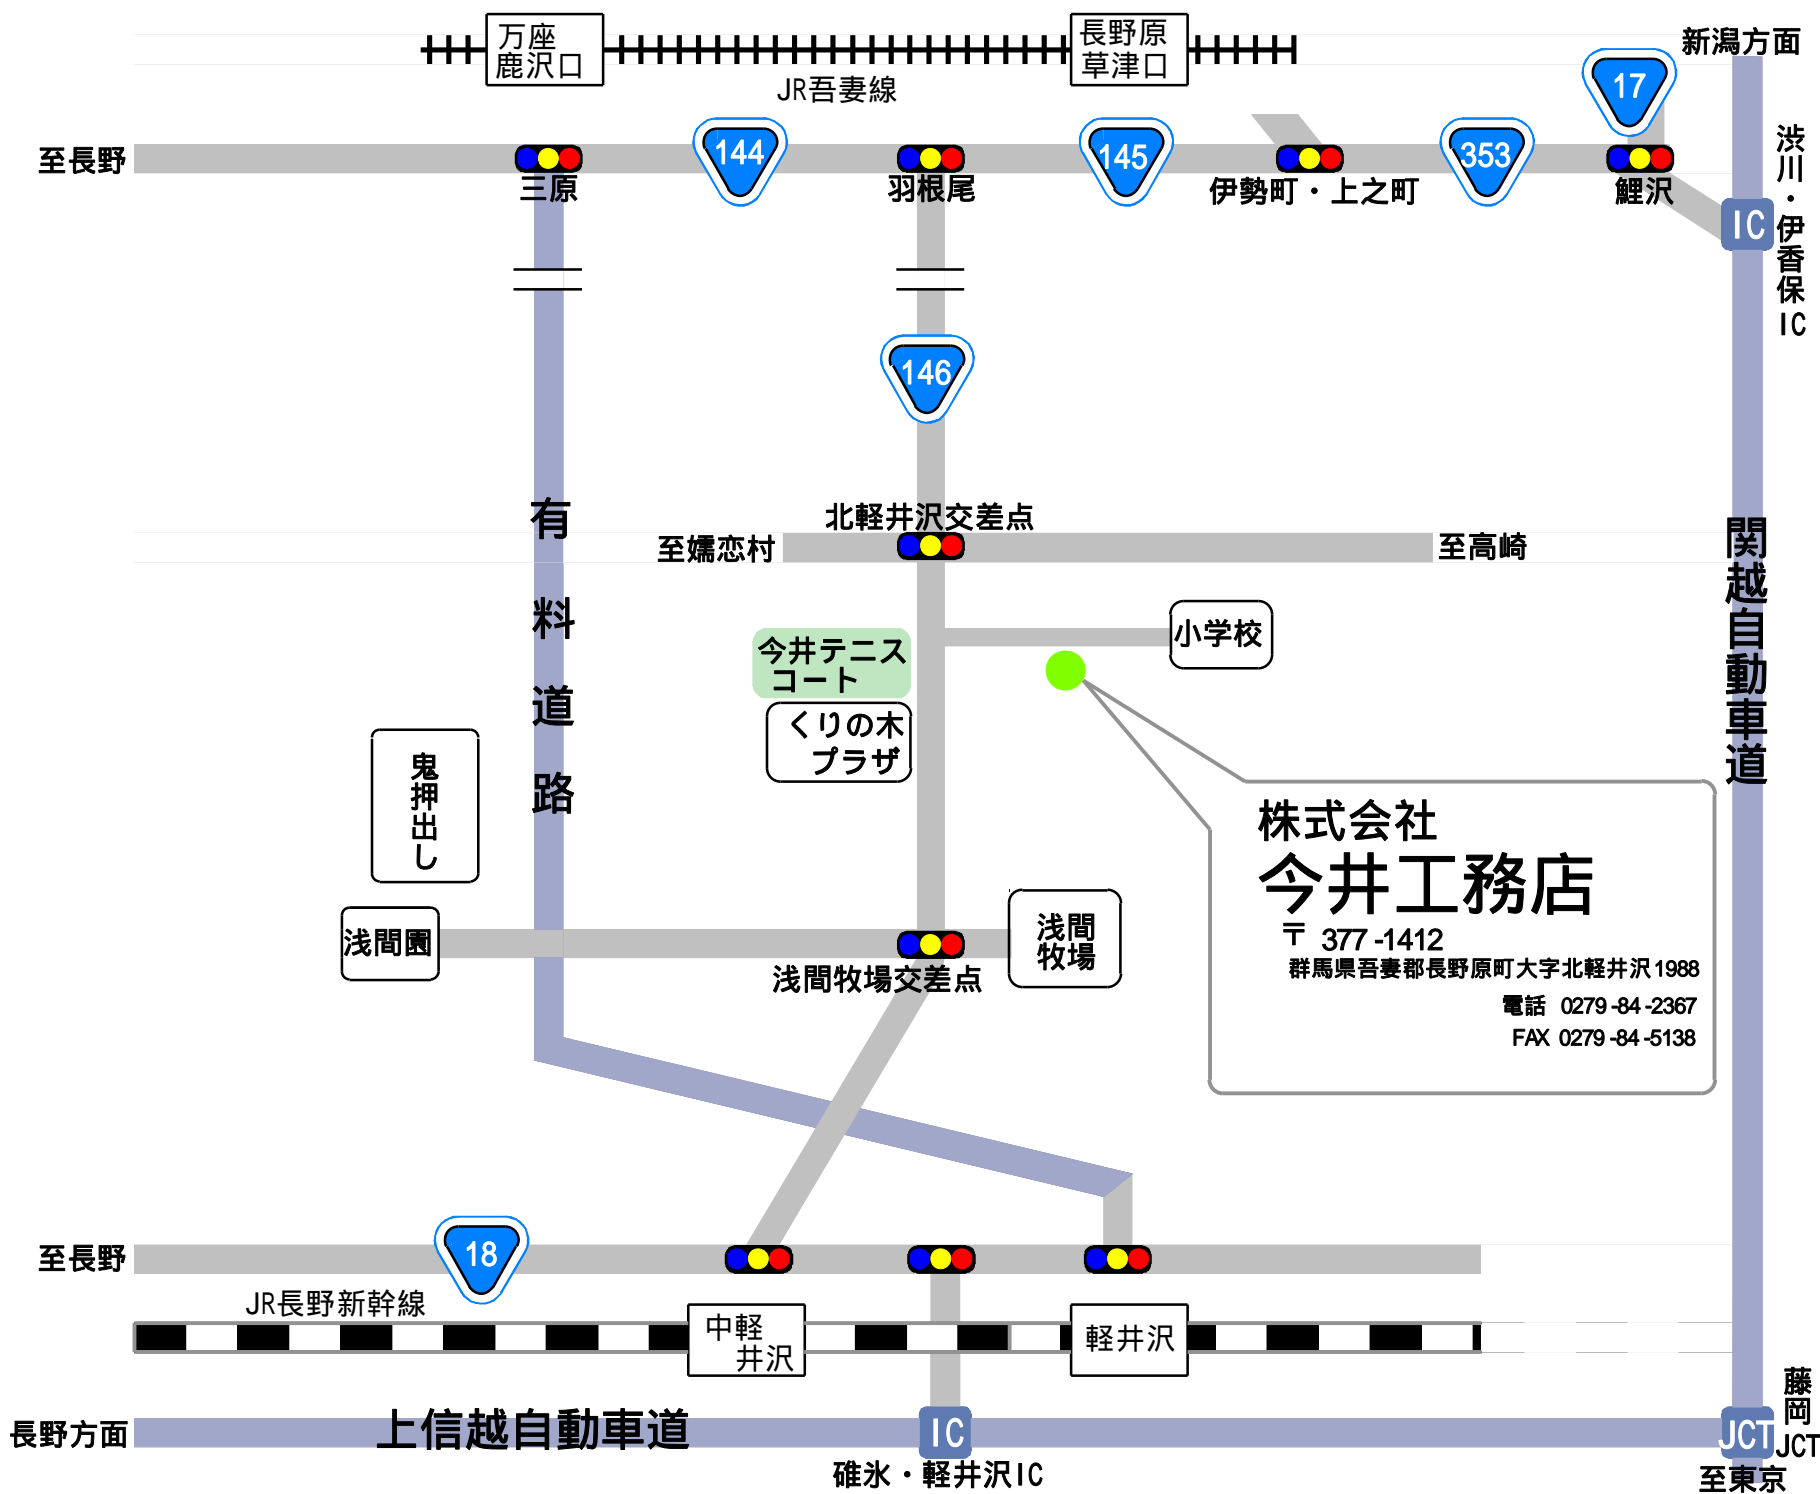 万座
鹿沢口
長野原
草津口
JR吾妻線
新潟方面
17
至長野
144
145
353
三原
羽根尾
伊勢町・上之町
鯉沢
渋川・伊香保IC
IC
146
北軽井沢交差点
至嬬恋村
至高崎
有料道路
関越自動車道
今井テニス
コート
小学校
くりの木
プラザ
鬼押出し
株式会社
今井工務店
〒 377-1412
群馬県吾妻郡長野原町大字北軽井沢1988
電話 0279-84-2367
FAX 0279-84-5138
浅間園
浅間
牧場
浅間牧場交差点
至長野
18
JR長野新幹線
中軽
井沢
軽井沢
長野方面
上信越自動車道
IC
碓氷・軽井沢IC
JCT
藤岡JCT
至東京